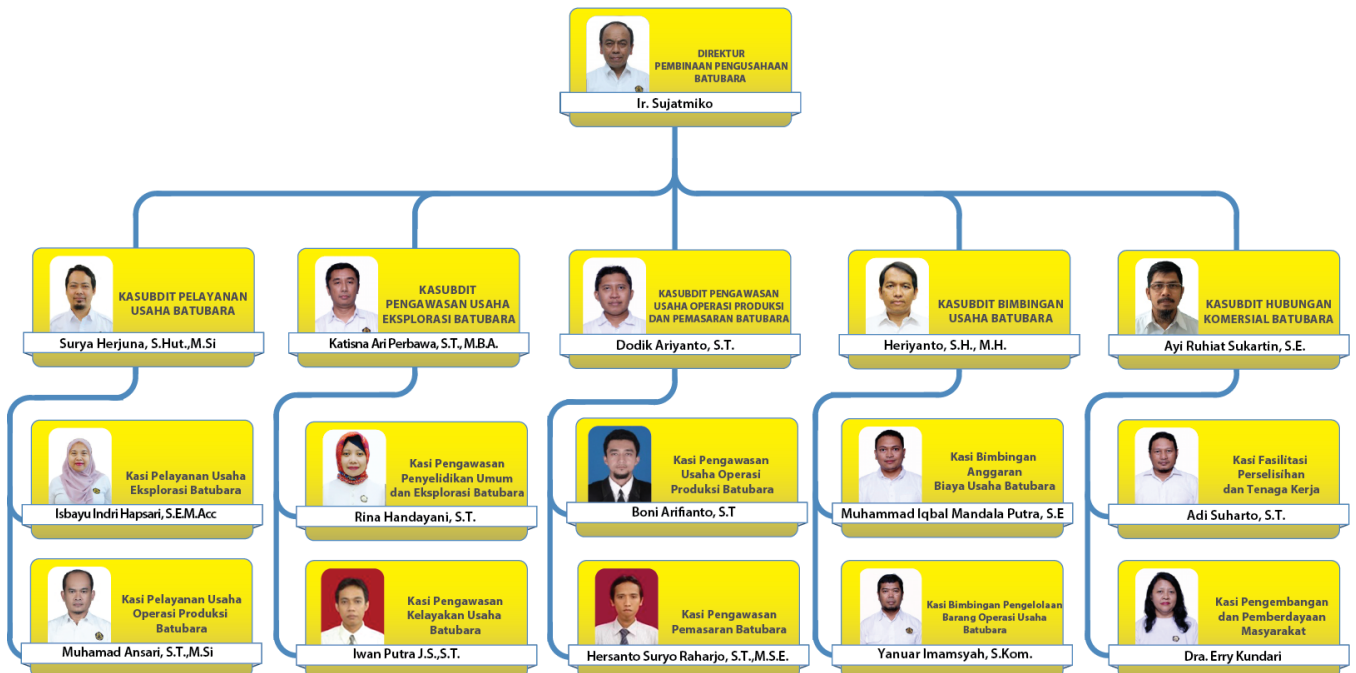 DIREKTUR
PEMBINAAN PENGUSAHAAN
BATUBARA
Ir. Sujatmiko
KASUBDIT PELAYANAN
USAHA BATUBARA
Surya Herjuna, S.Hut.,M.Si
KASUBDIT
PENGAWASAN USAHA
EKSPLORASI BATUBARA
Katisna Ari Perbawa, S.T., M.B.A.
KASUBDIT PENGAWASAN
USAHA OPERASI PRODUKSI
DAN PEMASARAN BATUBARA
Dodik Ariyanto, S.T.
KASUBDIT BIMBINGAN
USAHA BATUBARA
Heriyanto, S.H., M.H.
KASUBDIT HUBUNGAN
KOMERSIAL BATUBARA
Ayi Ruhiat Sukartin, S.E.
Kasi Pelayanan Usaha
Eksplorasi Batubara
Isbayu Indri Hapsari, S.E.M.Acc
Kasi Pengawasan
Penyelidikan Umum
dan Eksplorasi Batubara
Rina Handayani, S.T.
Kasi Pengawasan
Usaha Operasi
Produksi Batubara
Boni Arifianto, S.T
Kasi Bimbingan
Anggaran
Biaya Usaha Batubara
Muhammad Iqbal Mandala Putra, S.E
Kasi Fasilitasi
Perselisihan
dan Tenaga Kerja
Adi Suharto, S.T.
Kasi Pelayanan Usaha
Operasi Produksi
Batubara
Muhamad Ansari, S.T.,M.Si
Kasi Pengawasan
Kelayakan Usaha
Batubara
Iwan Putra J.S.,S.T.
Kasi Pengawasan
Pemasaran Batubara
Hersanto Suryo Raharjo, S.T.,M.S.E.
Kasi Bimbingan Pengelolaan
Barang Operasi Usaha
Batubara
Yanuar Imamsyah, S.Kom.
Kasi Pengembangan
dan Pemberdayaan
Masyarakat
Dra. Erry Kundari